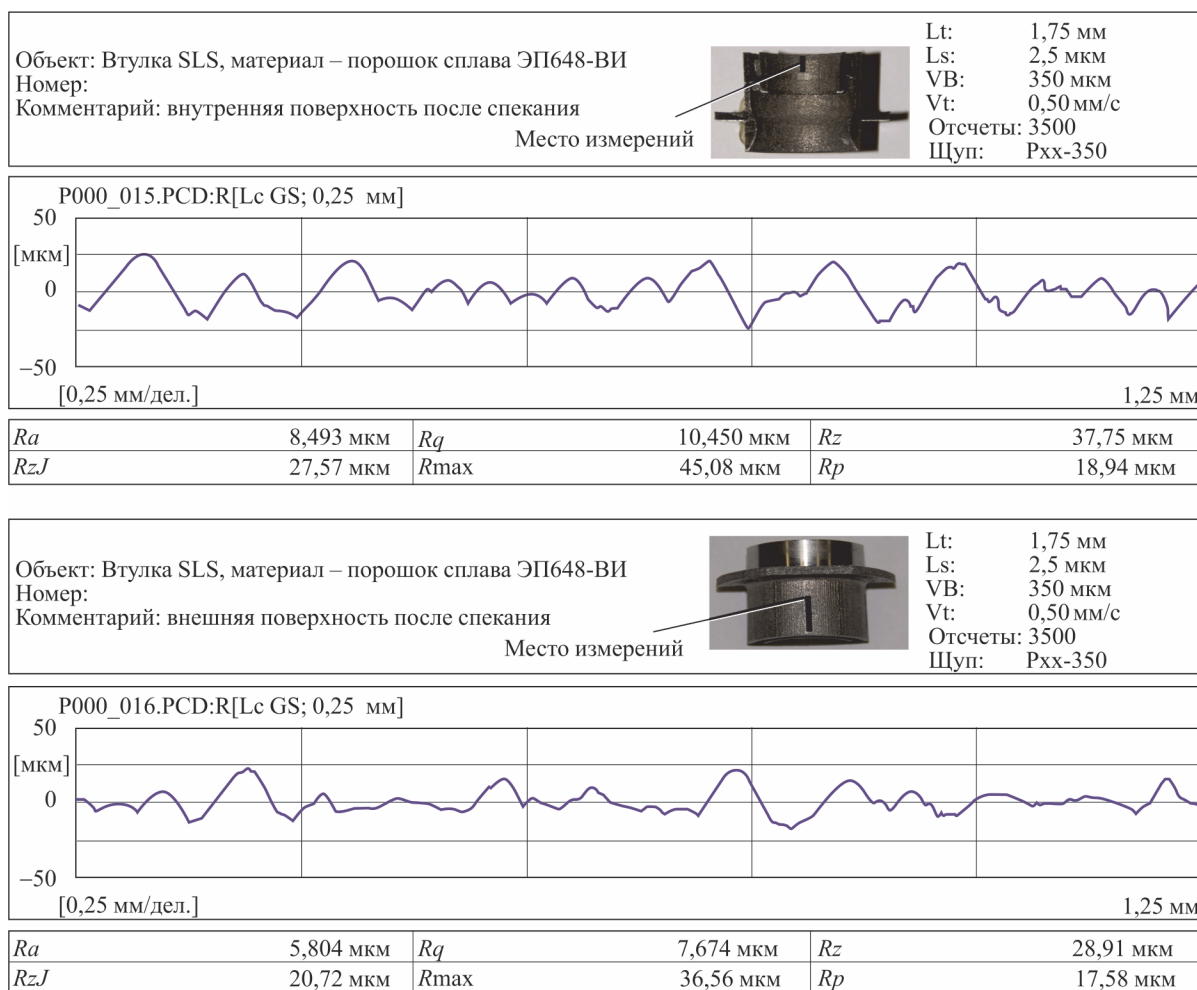 Объект: Втулка SLS, материал – порошок сплава ЭП648-ВИ
Номер:
Комментарий: внутренняя поверхность после спекания
Место измерений
Lt: 1,75 мм
Ls: 2,5 мм
VB: 350 мкм
Vt: 0,50 мм/с
Отсчеты: 3500
Щуп: Pxx-350
P000_015.PCD:R[Lc GS; 0,25 мм]
50
[мкм]
0
–50
[0,25 мм/дел.] 1,25 мм
Ra 8,493 мкм Rq 10,450 мкм Rz 37,75 мкм
RzJ 27,57 мкм Rmax 45,08 мкм Rp 18,94 мкм
Объект: Втулка SLS, материал – порошок сплава ЭП648-ВИ
Номер:
Комментарий: внешняя поверхность после спекания
Место измерений
Lt: 1,75 мм
Ls: 2,5 мм
VB: 350 мкм
Vt: 0,50 мм/с
Отсчеты: 3500
Щуп: Pxx-350
P000_016.PCD:R[Lc GS; 0,25 мм]
50
[мкм]
0
–50
[0,25 мм/дел.] 1,25 мм
Ra 5,804 мкм Rq 7,674 мкм Rz 28,91 мкм
RzJ 20,72 мкм Rmax 36,56 мкм Rp 17,58 мкм